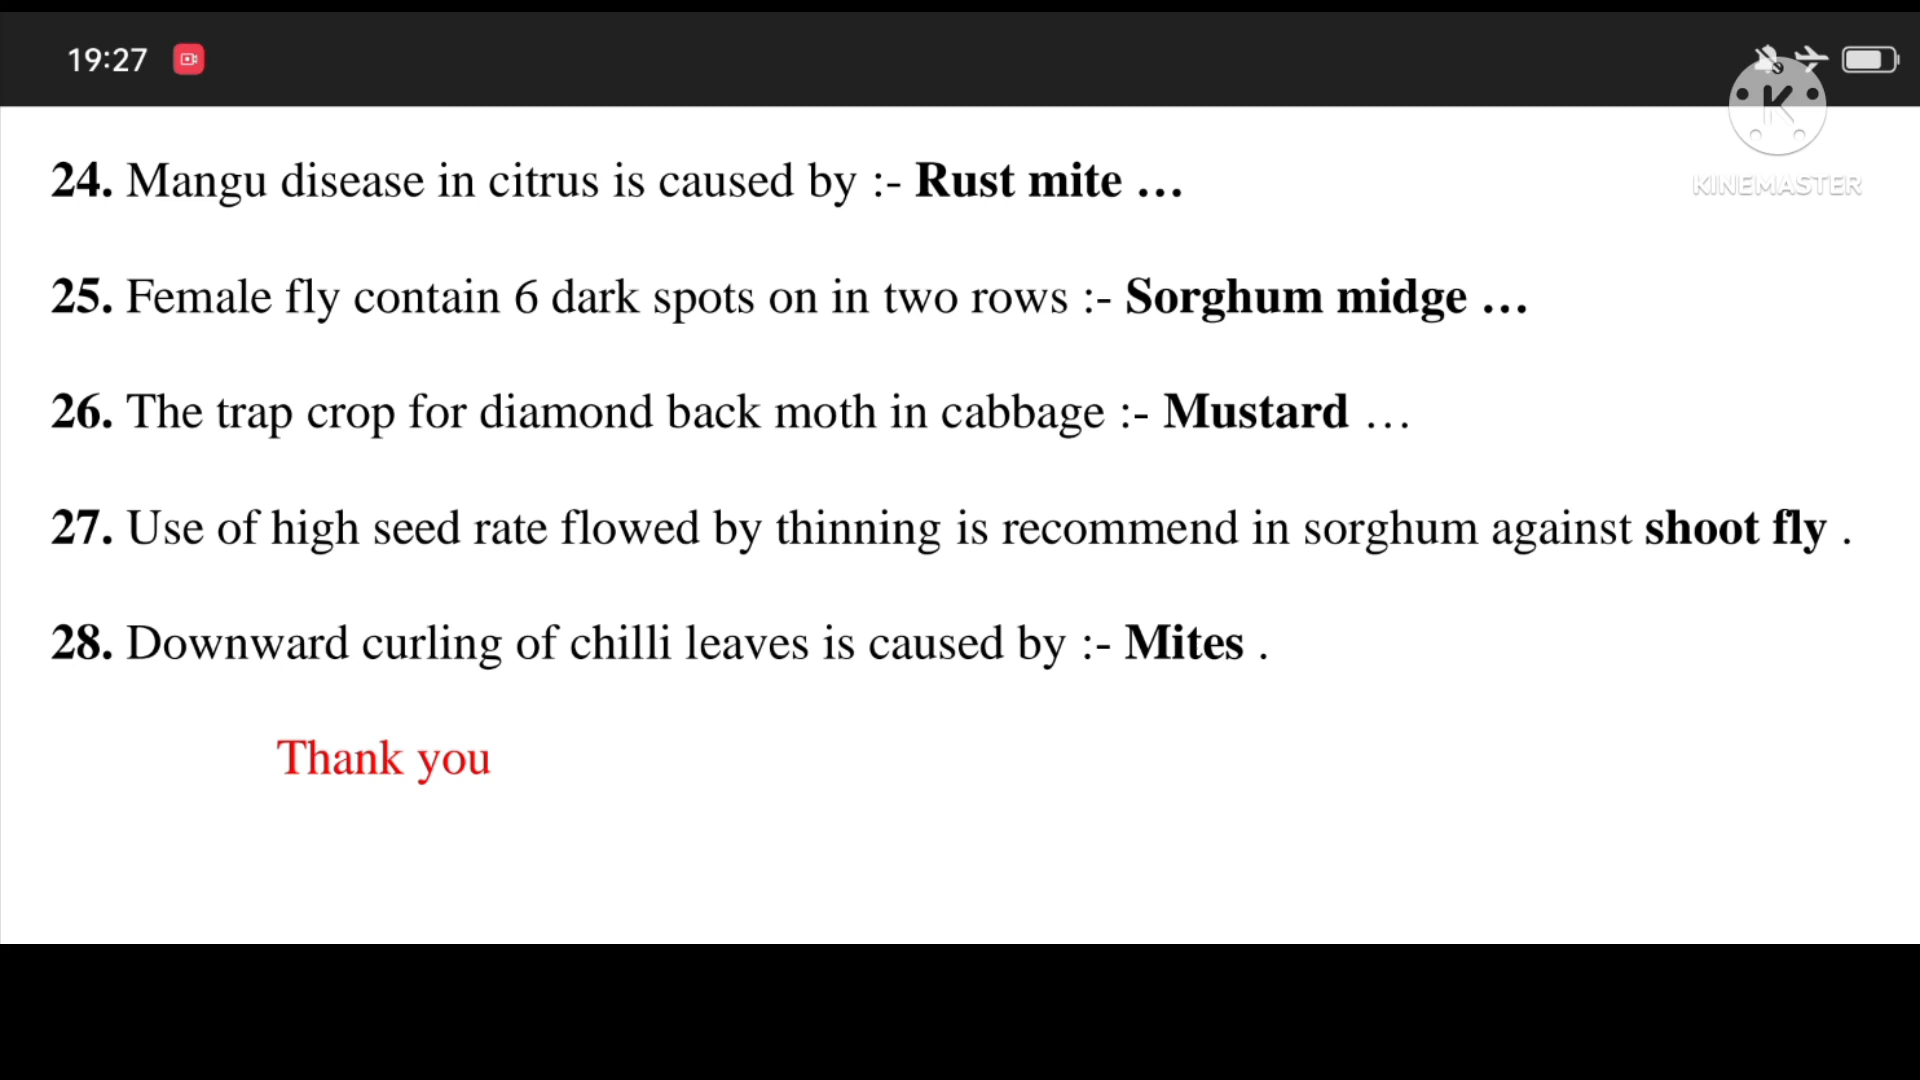 19:27
KINEMASTER
24. Mangu disease in citrus is caused by :- Rust mite ...
25. Female fly contain 6 dark spots on in two rows :- Sorghum midge ...
26. The trap crop for diamond back moth in cabbage :- Mustard ...
27. Use of high seed rate flowed by thinning is recommend in sorghum against shoot fly .
28. Downward curling of chilli leaves is caused by :- Mites .
Thank you